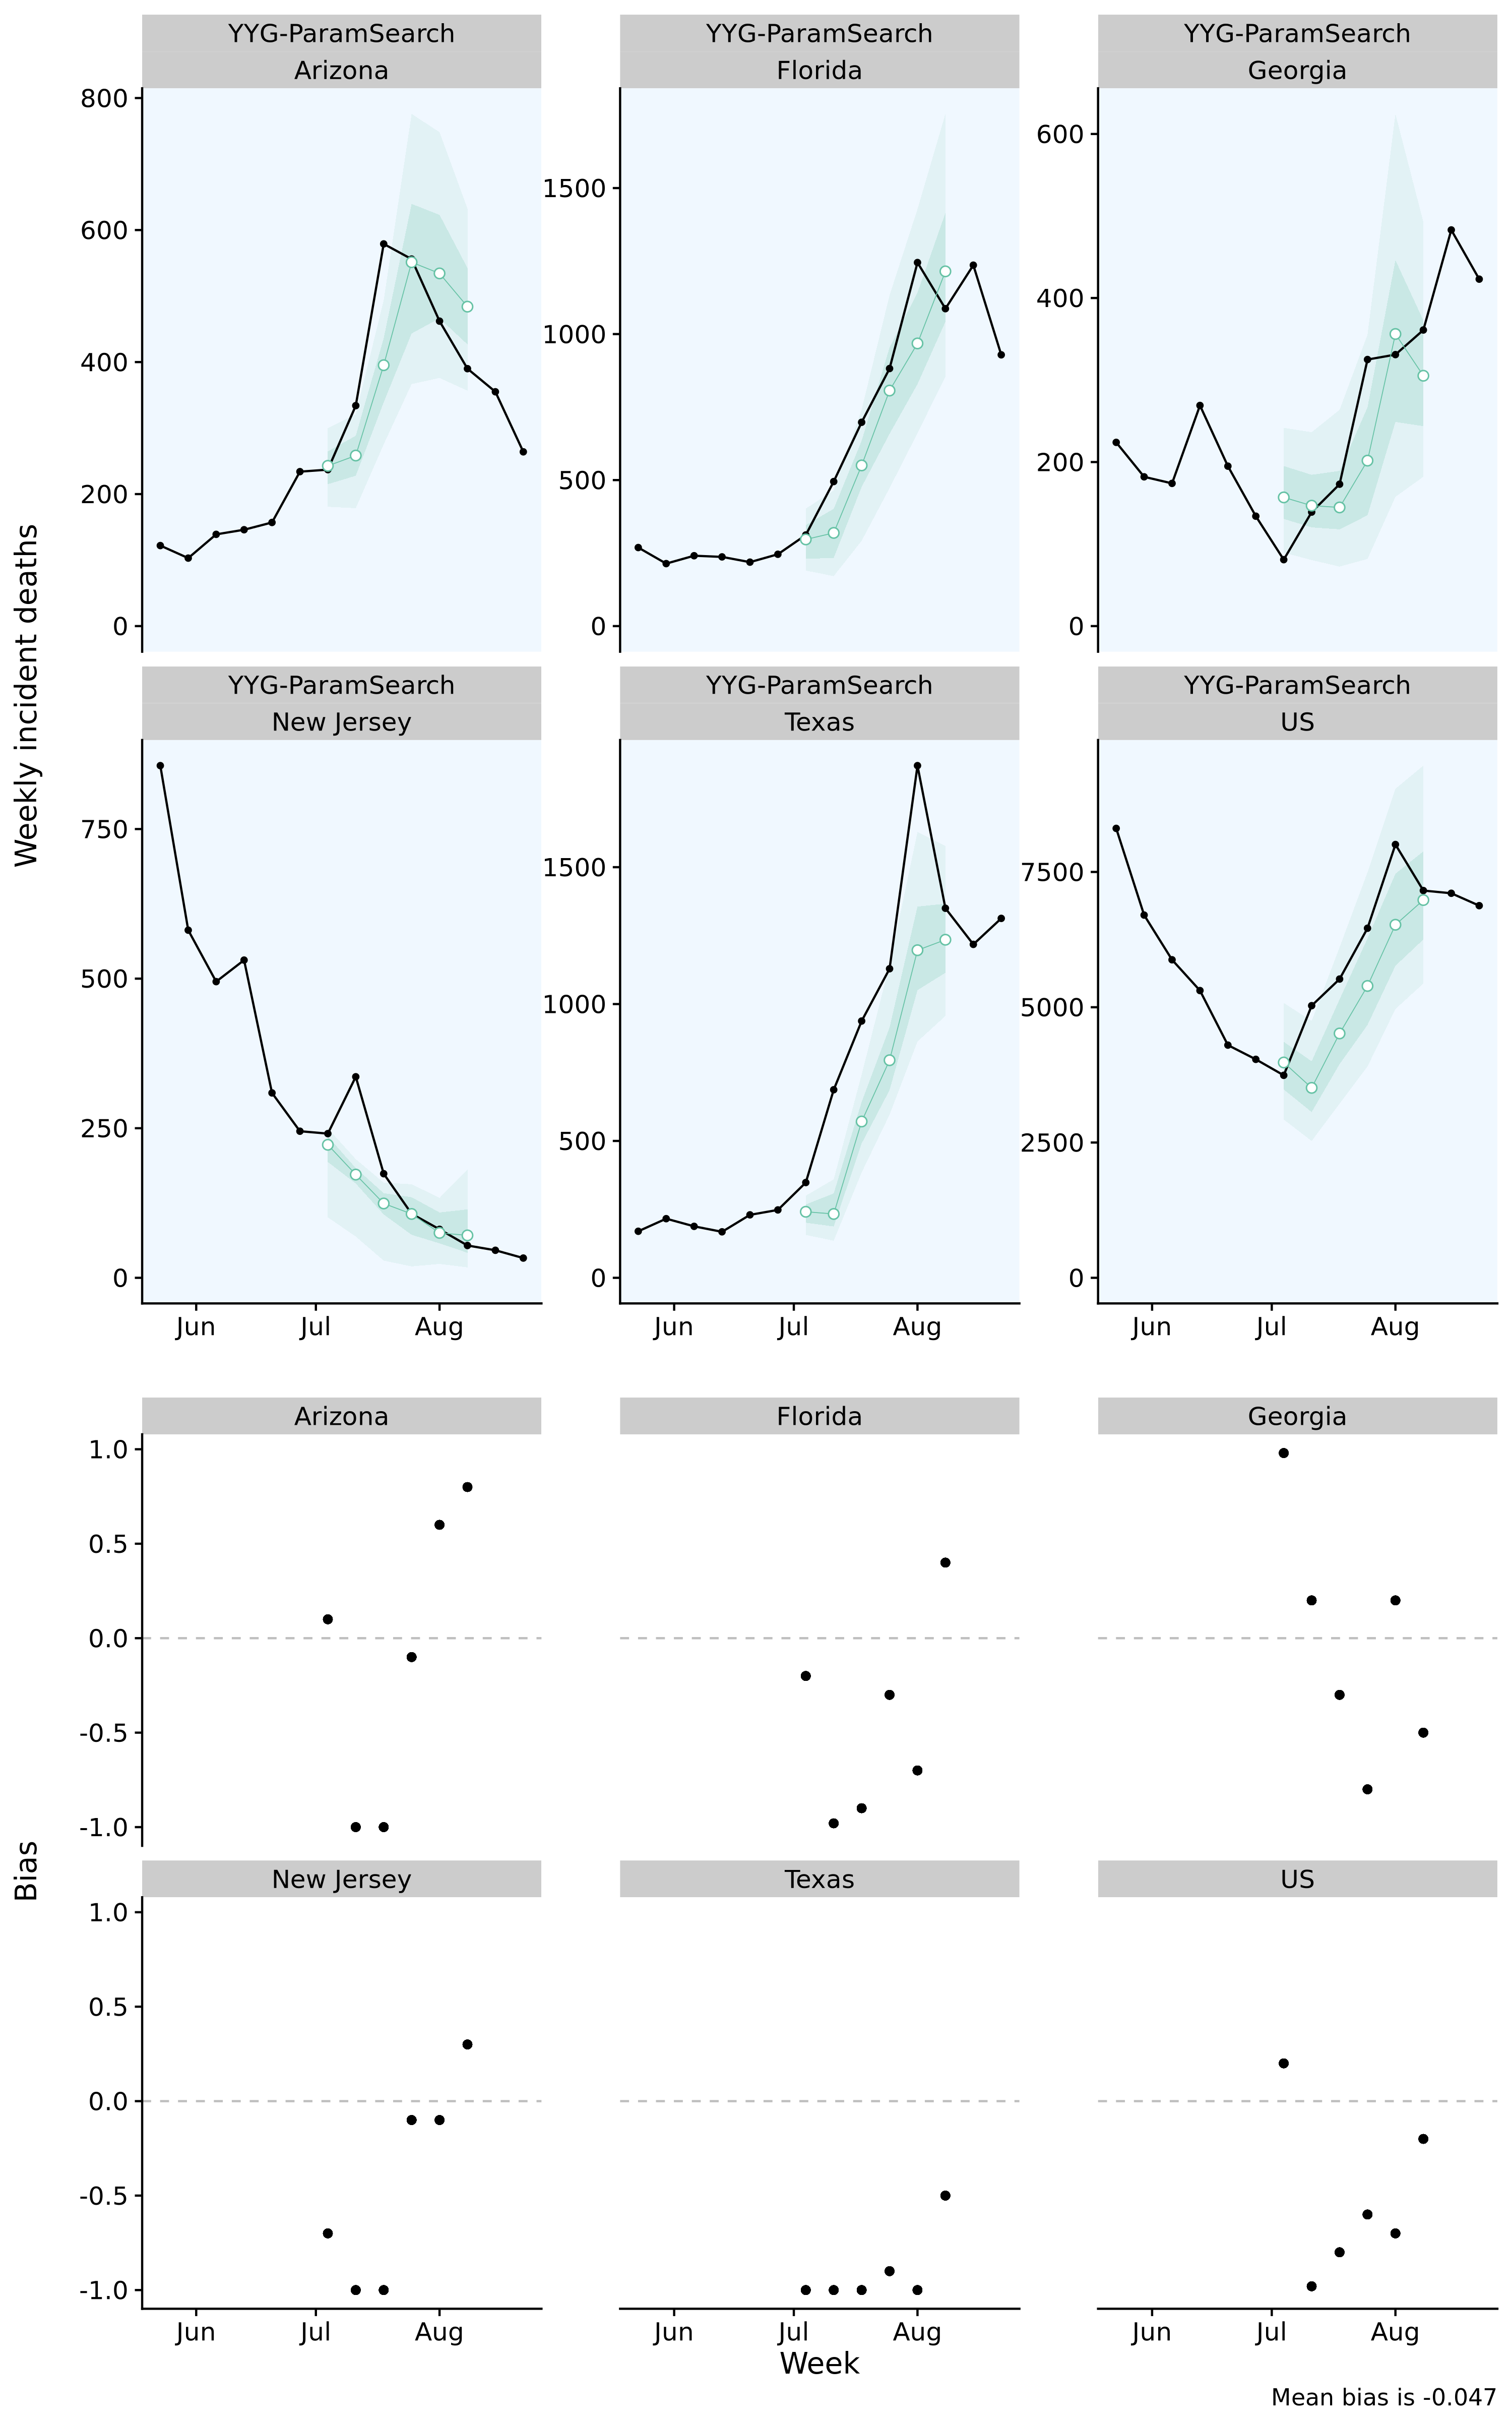 YYG-ParamSearch YYG-ParamSearch YYG-ParamSearch
Arizona Florida Georgia
800
600
400
200
0
1500
1000
500
0
600
400
200
0
Weekly incident deaths
YYG-ParamSearch YYG-ParamSearch YYG-ParamSearch
New Jersey Texas US
750
500
250
0
1500
1000
500
0
7500
5000
2500
0
Jun Jul Aug Jun Jul Aug Jun Jul Aug
Arizona Florida Georgia
1.0
0.5
0.0
-0.5
-1.0
Bias
New Jersey Texas US
1.0
0.5
0.0
-0.5
-1.0
Jun Jul Aug Jun Jul Aug Jun Jul Aug
Week
Mean bias is -0.047